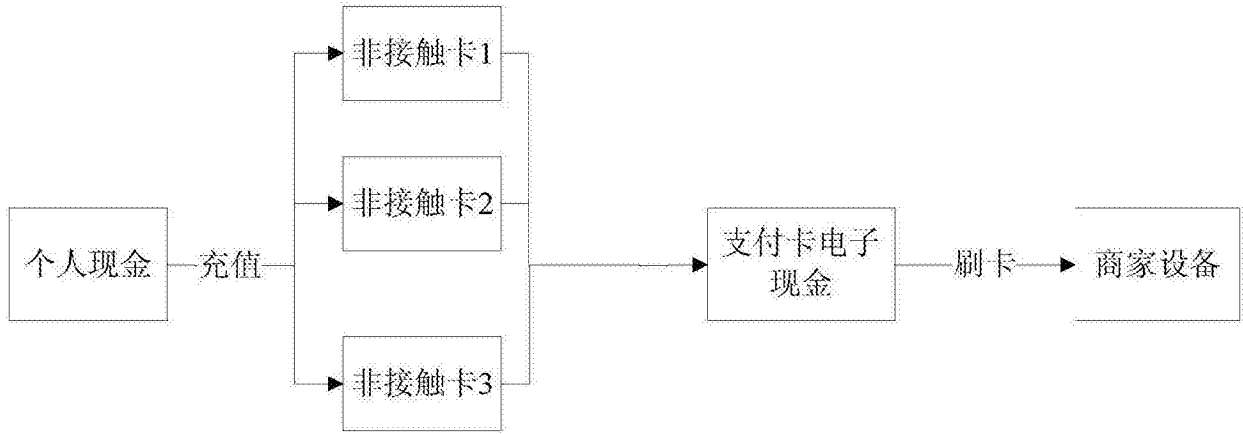 非接触卡1
非接触卡2
个人现金
充值
支付卡电子
现金
刷卡
商家设备
非接触卡3